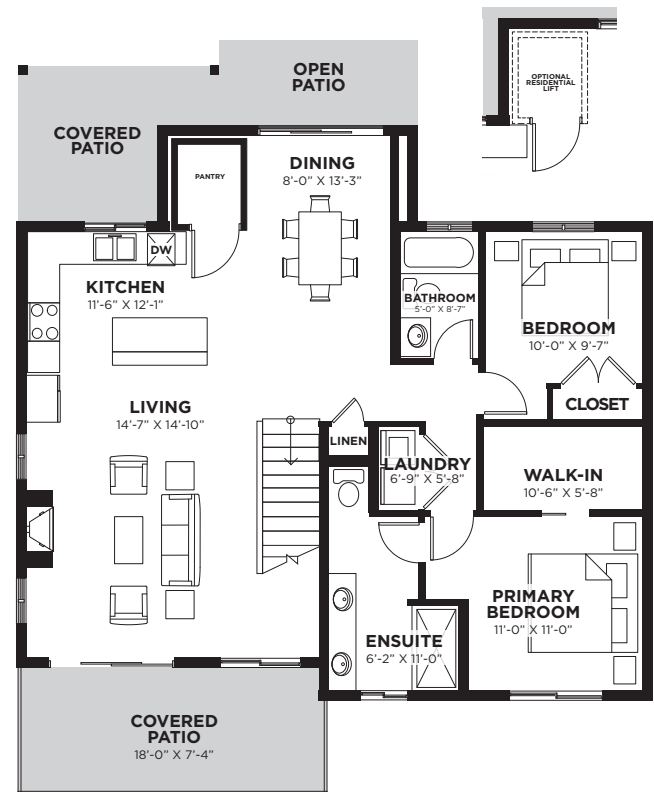 OPTIONAL
RESIDENTIAL
LIFT
OPEN
PATIO
COVERED
PATIO
PANTRY
DINING
8'-0" X 13'-3"
DW
KITCHEN
11'-6" X 12'-1"
BATHROOM
5'-0" X 8'-7"
BEDROOM
10'-0" X 9'-7"
CLOSET
LIVING
14'-7" X 14'-10"
LINEN
LAUNDRY
6'-9" X 5'-8"
WALK-IN
10'-6" X 5'-8"
PRIMARY
BEDROOM
11'-0" X 11'-0"
ENSUITE
6'-2" X 11'-0"
COVERED
PATIO
18'-0" X 7'-4"